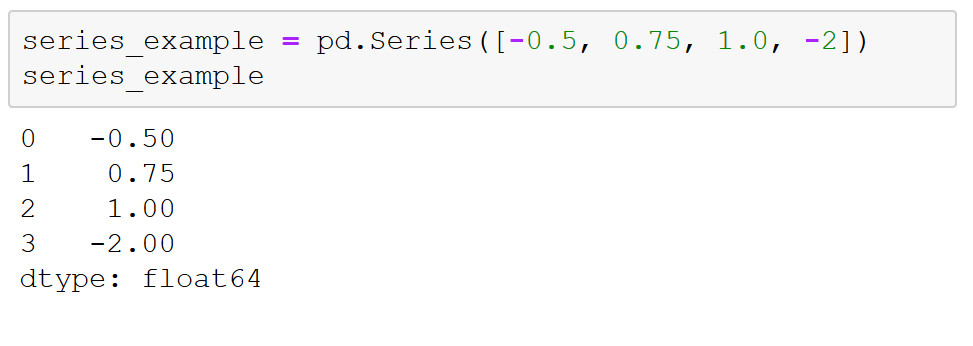 series_example = pd.Series([-0.5, 0.75, 1.0, -2])
series_example
0   -0.50
1    0.75
2    1.00
3   -2.00
dtype: float64